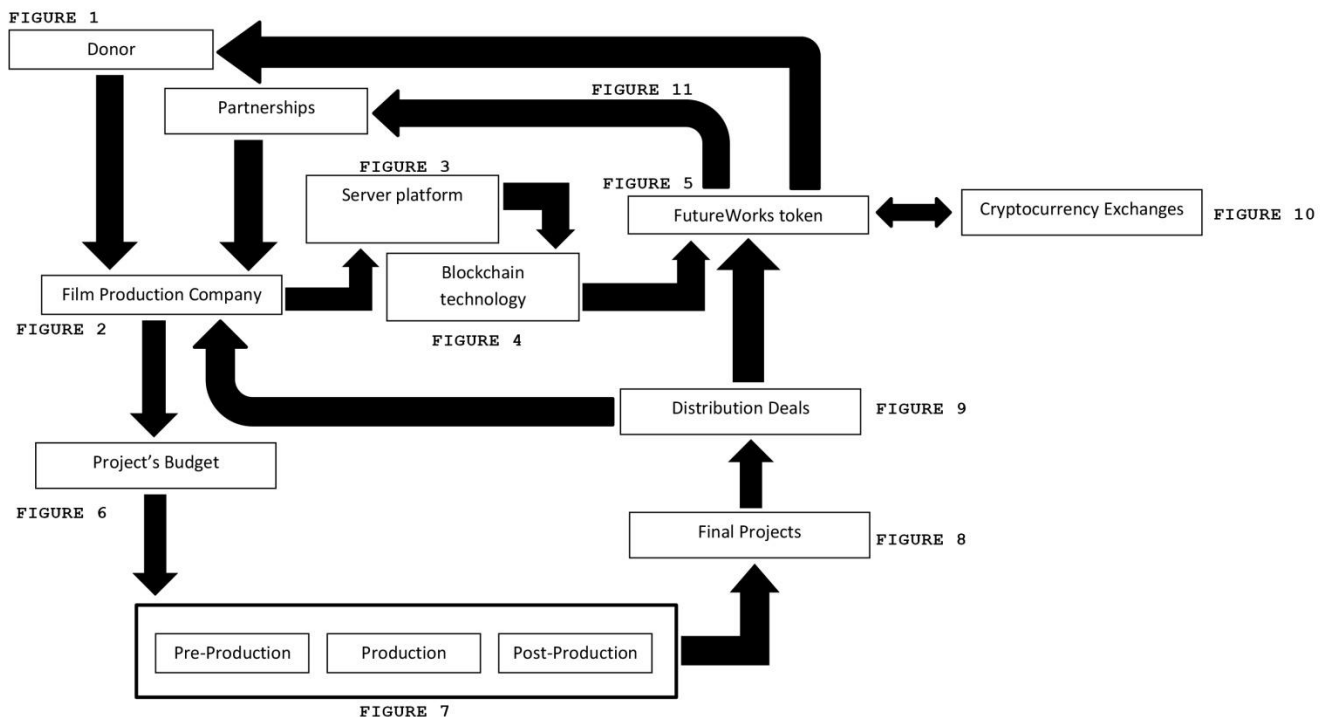 FIGURE 1
Donor
Partnerships
FIGURE 11
FIGURE 3
Server platform
FIGURE 5
FutureWorks token
Cryptocurrency Exchanges
FIGURE 10
Film Production Company
FIGURE 2
Blockchain
technology
FIGURE 4
Distribution Deals
FIGURE 9
Project’s Budget
FIGURE 6
Final Projects
FIGURE 8
Pre-Production
Production
Post-Production
FIGURE 7